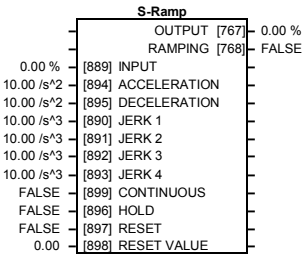 S-Ramp
OUTPUT [767] 0.00 %
RAMPING [768] FALSE
0.00 % [889] INPUT
10.00 /s^2 [894] ACCELERATION
10.00 /s^2 [895] DECELERATION
10.00 /s^3 [890] JERK 1
10.00 /s^3 [891] JERK 2
10.00 /s^3 [892] JERK 3
10.00 /s^3 [893] JERK 4
FALSE [899] CONTINUOUS
FALSE [896] HOLD
FALSE [897] RESET
0.00 [898] RESET VALUE